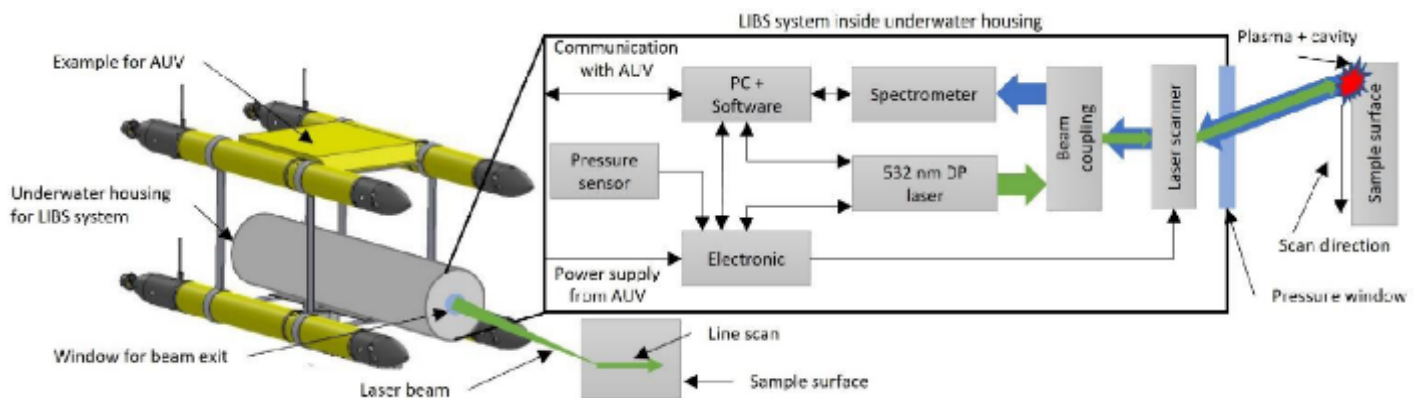 LIBS system inside underwater housing
Example for AUV
Communication
with AUV
PC +
Software
Spectrometer
Beam
coupling
Laser scanner
Plasma + cavity
Sample surface
Pressure
sensor
532 nm DP
laser
Underwater housing
for LIBS system
Electronic
Scan direction
Power supply
from AUV
Pressure window
Window for beam exit
Line scan
Laser beam
Sample surface